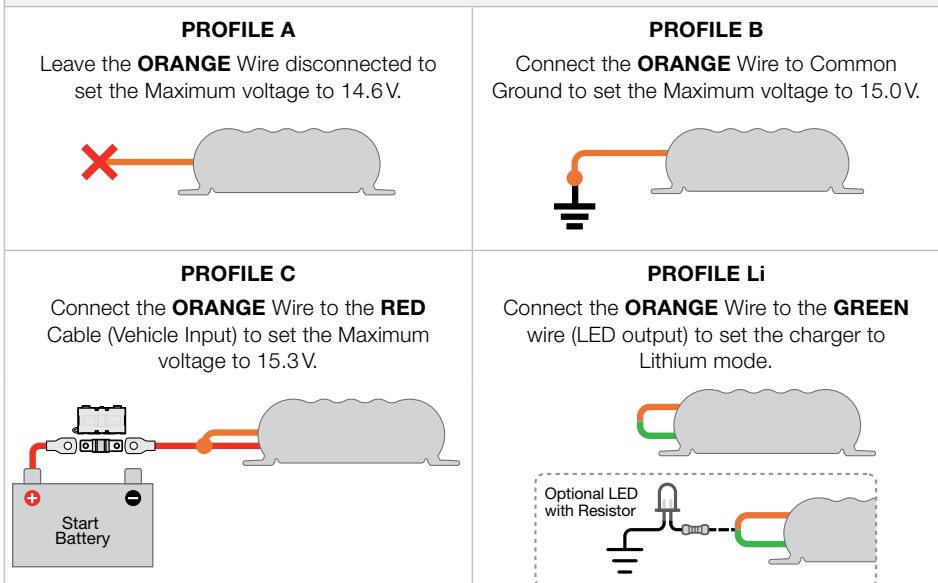 PROFILE A
Leave the ORANGE Wire disconnected to
set the Maximum voltage to 14.6 V.
PROFILE B
Connect the ORANGE Wire to Common
Ground to set the Maximum voltage to 15.0 V.
PROFILE C
Connect the ORANGE Wire to the RED
Cable (Vehicle Input) to set the Maximum
voltage to 15.3 V.
Start
Battery
PROFILE Li
Connect the ORANGE Wire to the GREEN
wire (LED output) to set the charger to
Lithium mode.
Optional LED
with Resistor